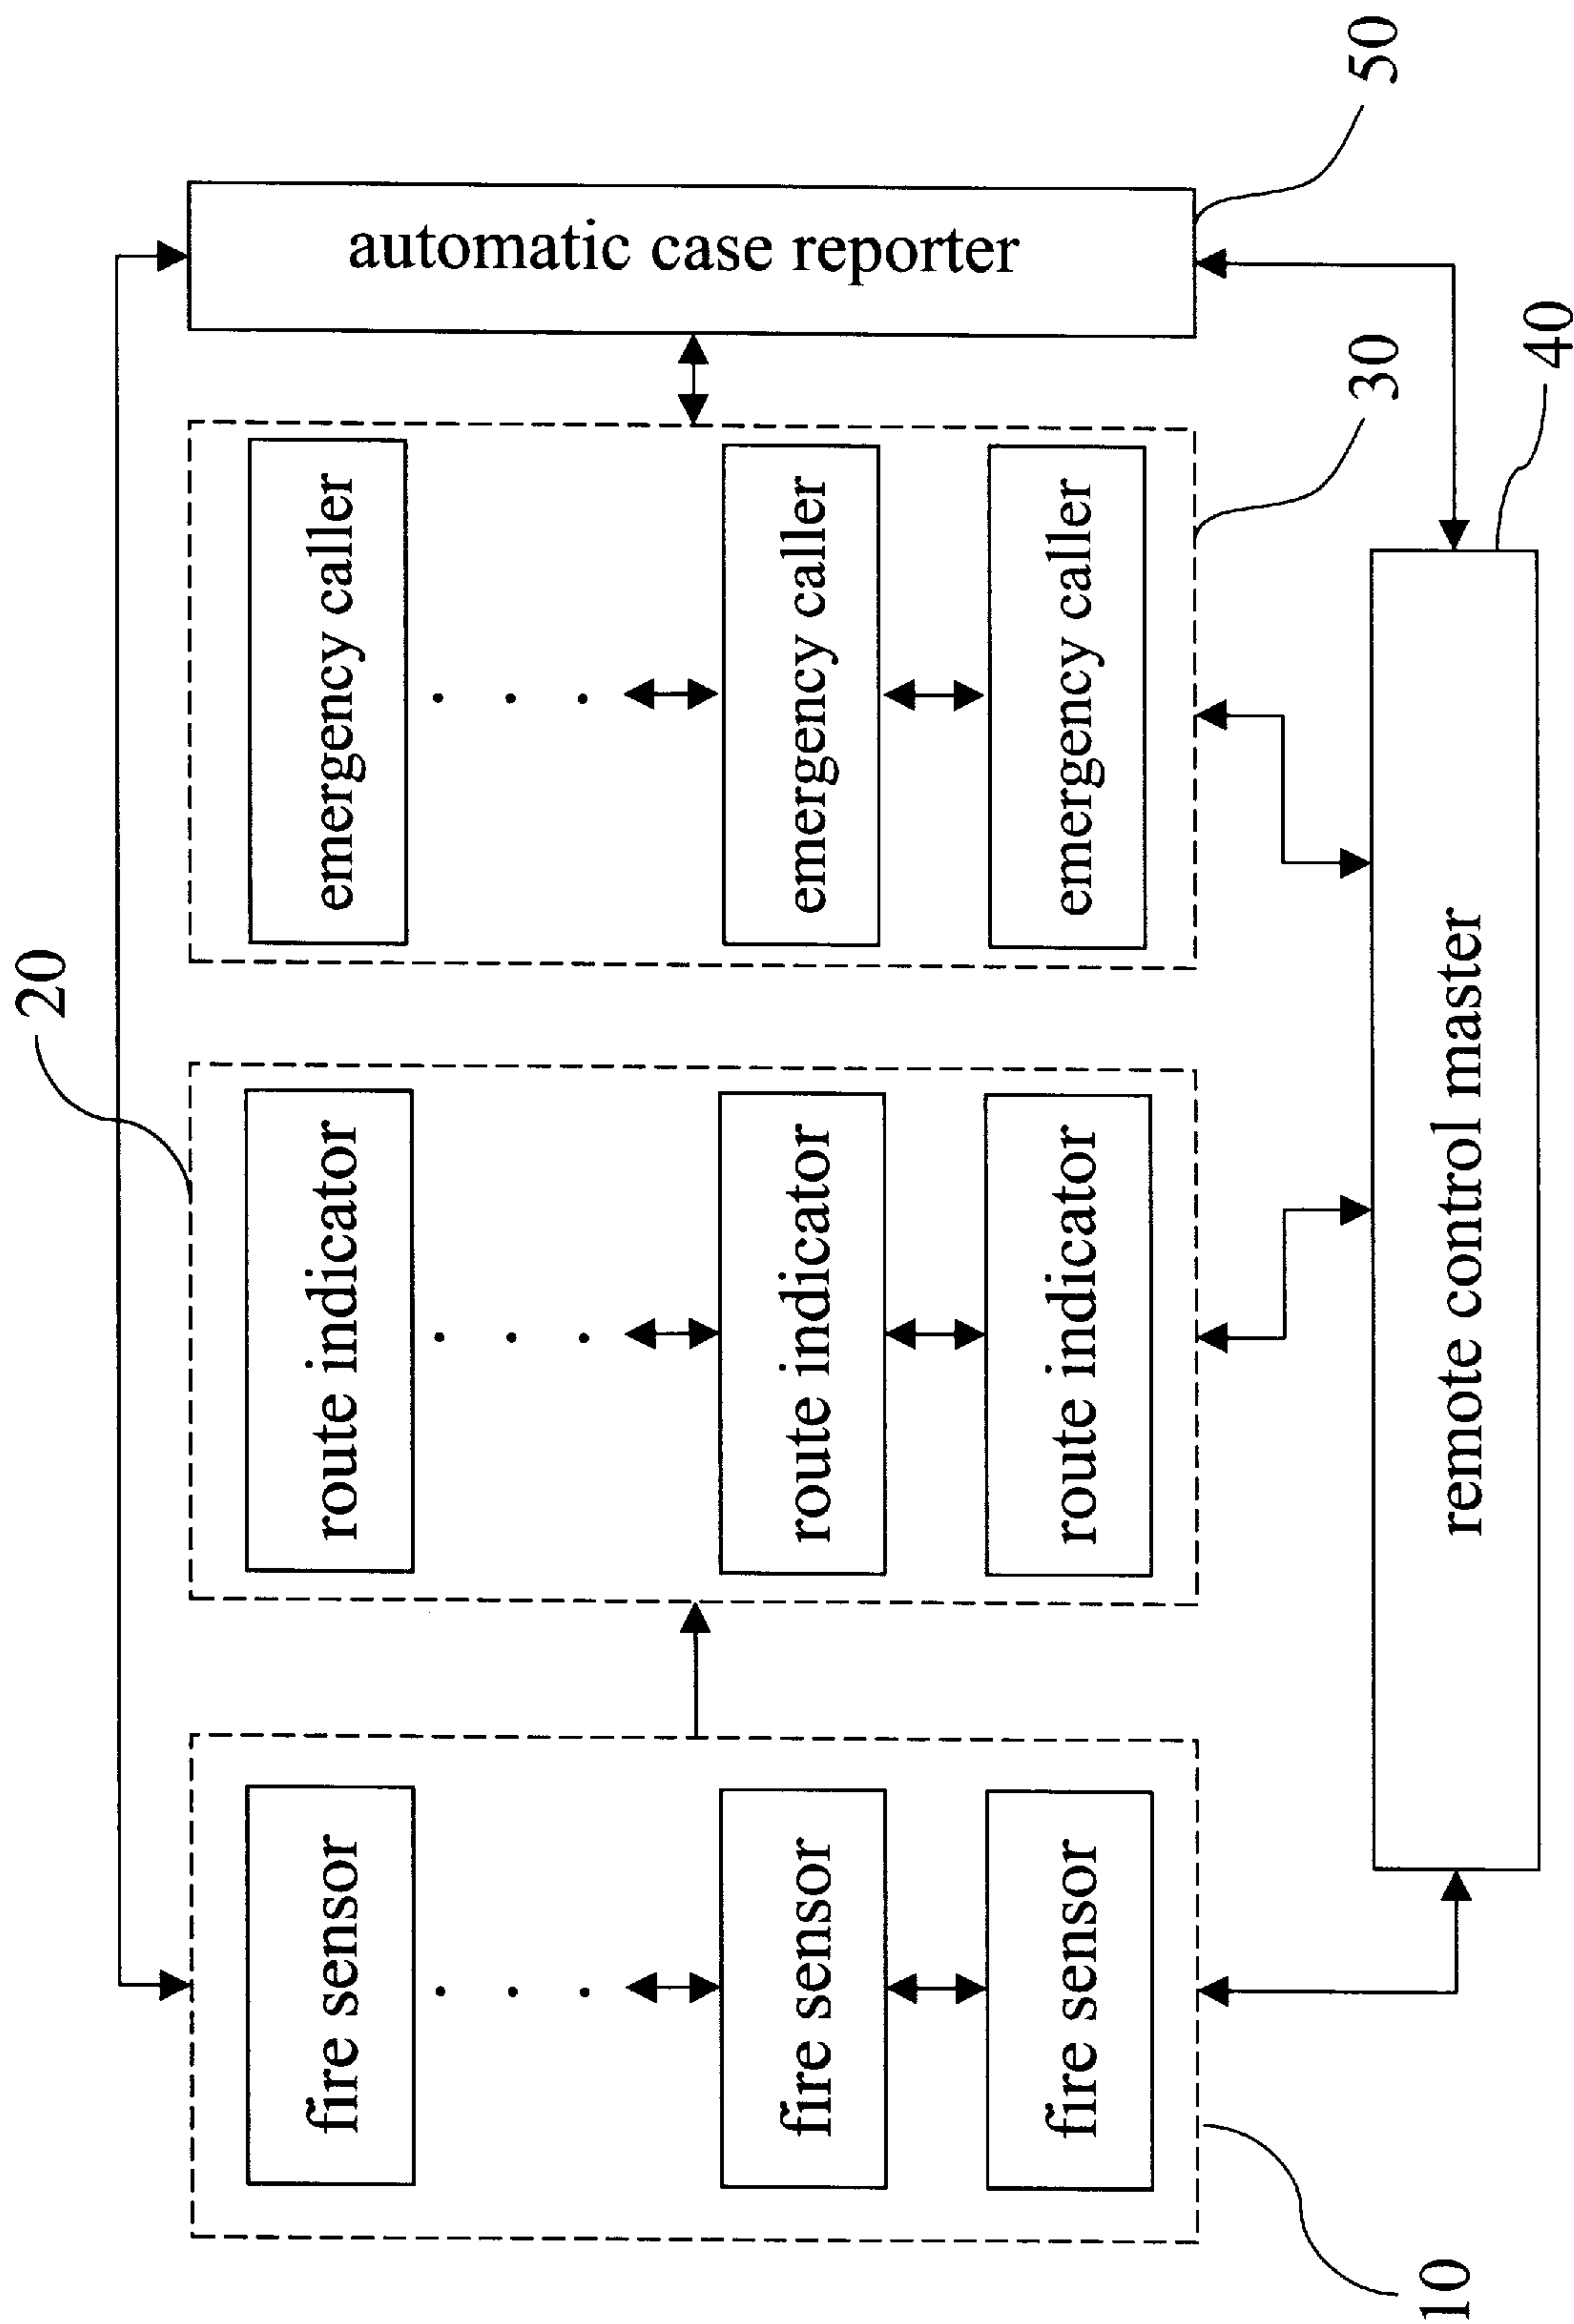 20
fire sensor
route indicator
emergency caller
. . .
. . .
. . .
automatic case reporter
fire sensor
route indicator
emergency caller
fire sensor
route indicator
emergency caller
30
50
10
remote control master
40